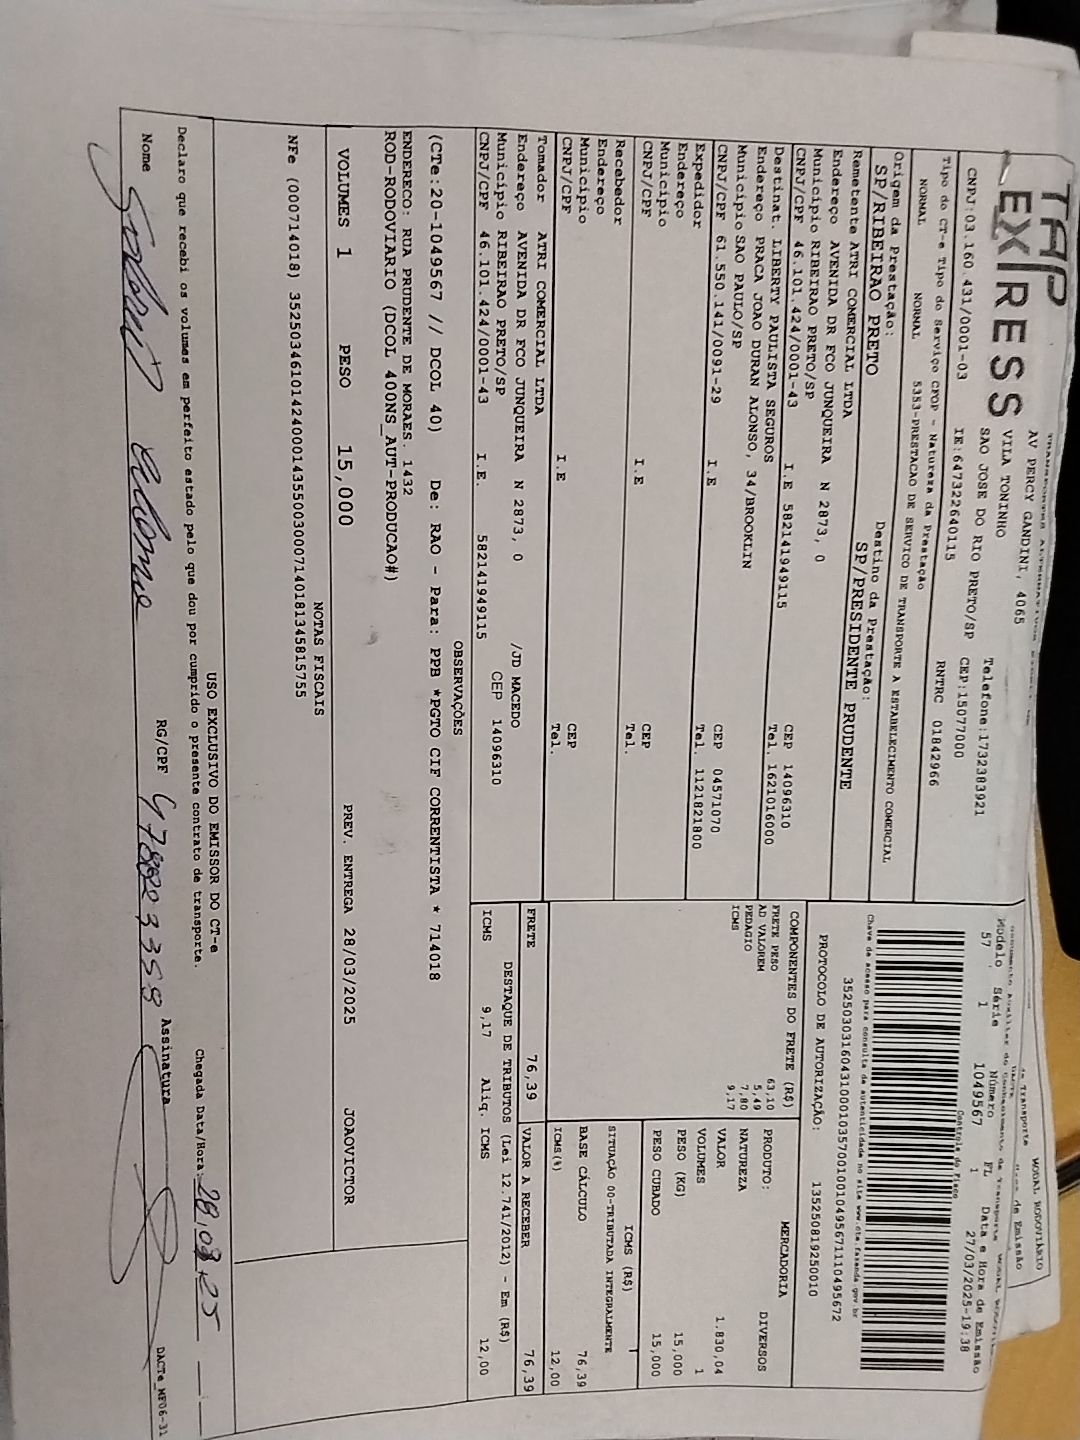 TAP
EXPRESS
AV PERCY GANDINI, 4065
VILA TONINHO
SAO JOSE DO RIO PRETO/SP CEP:15077000
Telefone:1732383921
CNPJ:03.160.431/0001-03 IE:647322640115 RNTRC 01842966
Tipo do CT-e Tipo do Serviço CFOP - Natureza da Prestação
NORMAL NORMAL 5353-PRESTACAO DE SERVICO DE TRANSPORTE A ESTABELECIMENTO COMERCIAL
Origem da Prestação: Destino da Prestação:
SP/RIBEIRAO PRETO SP/PRESIDENTE PRUDENTE
Remetente ATRI COMERCIAL LTDA
Endereço AVENIDA DR FCO JUNQUEIRA N 2873, 0
Município RIBEIRAO PRETO/SP CEP 14096310
CNPJ/CPF 46.101.424/0001-43 I.E 582141949115 Tel. 1621016000
Destinat. LIBERTY PAULISTA SEGUROS
Endereço PRACA JOAO DURAN ALONSO, 34/BROOKLIN
Município SAO PAULO/SP CEP 04571070
CNPJ/CPF 61.550.141/0091-29 I.E Tel. 1121821800
Expedidor
Endereço
Município CEP
CNPJ/CPF I.E Tel.
Recebedor
Endereço
Município CEP
CNPJ/CPF I.E Tel.
Tomador ATRI COMERCIAL LTDA
Endereço AVENIDA DR FCO JUNQUEIRA N 2873, 0 /JD MACEDO
Município RIBEIRAO PRETO/SP CEP 14096310
CNPJ/CPF 46.101.424/0001-43 I.E. 582141949115
Modelo Série Número FL Data e Hora de Emissão
57 1 1049567 1 27/03/2025-19:38
Controle do Fisco
Chave de acesso para consulta de autenticidade no site www.cte.fazenda.gov.br
35250303160431000103570010010495671110495672
PROTOCOLO DE AUTORIZAÇÃO: 135250819250010
COMPONENTES DO FRETE (R$)
FRETE PESO 63,10
AD VALOREM 5,49
PEDAGIO 7,80
ICMS 9,17
MERCADORIA
PRODUTO: DIVERSOS
NATUREZA
VALOR 1.830,04
VOLUMES 1
PESO (KG) 15,000
PESO CUBADO 15,000
ICMS (R$)
SITUAÇÃO 00-TRIBUTADA INTEGRALMENTE
BASE CÁLCULO 76,39
ICMS(%) 12,00
FRETE 76,39 VALOR A RECEBER 76,39
DESTAQUE DE TRIBUTOS (Lei 12.741/2012) - Em (R$)
ICMS 9,17 Aliq. ICMS 12,00
OBSERVAÇÕES
(CTe:20-1049567 // DCOL 40) De: RAO - Para: PPB *PGTO CIF CORRENTISTA * 714018
ENDERECO: RUA PRUDENTE DE MORAES 1432
ROD-RODOVIARIO (DCOL 400NS_AUT-PRODUCAO#)
VOLUMES 1 PESO 15,000 PREV. ENTREGA 28/03/2025 JOAOVICTOR
NOTAS FISCAIS
NFe (000714018) 35250346101424000143550030007140181345815755
USO EXCLUSIVO DO EMISSOR DO CT-e
Declaro que recebi os volumes em perfeito estado pelo que dou por cumprido o presente contrato de transporte. Chegada Data/Hora: 28,03,25
Nome RG/CPF Assinatura
DACTe_MF06-31